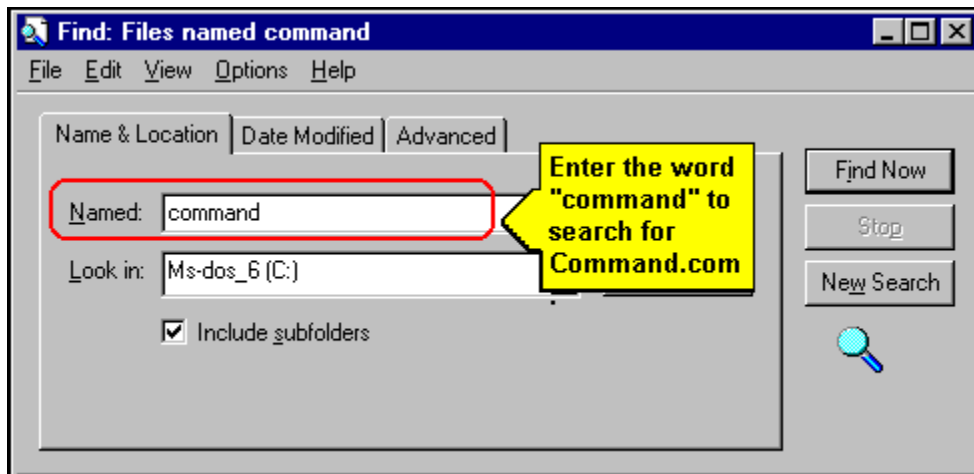 Find: Files named command
File Edit View Options Help
Name & Location Date Modified Advanced
Named: command
Look in: Ms-dos_6 (C:)
Include subfolders
Enter the word
"command" to
search for
Command.com
Find Now
Stop
New Search